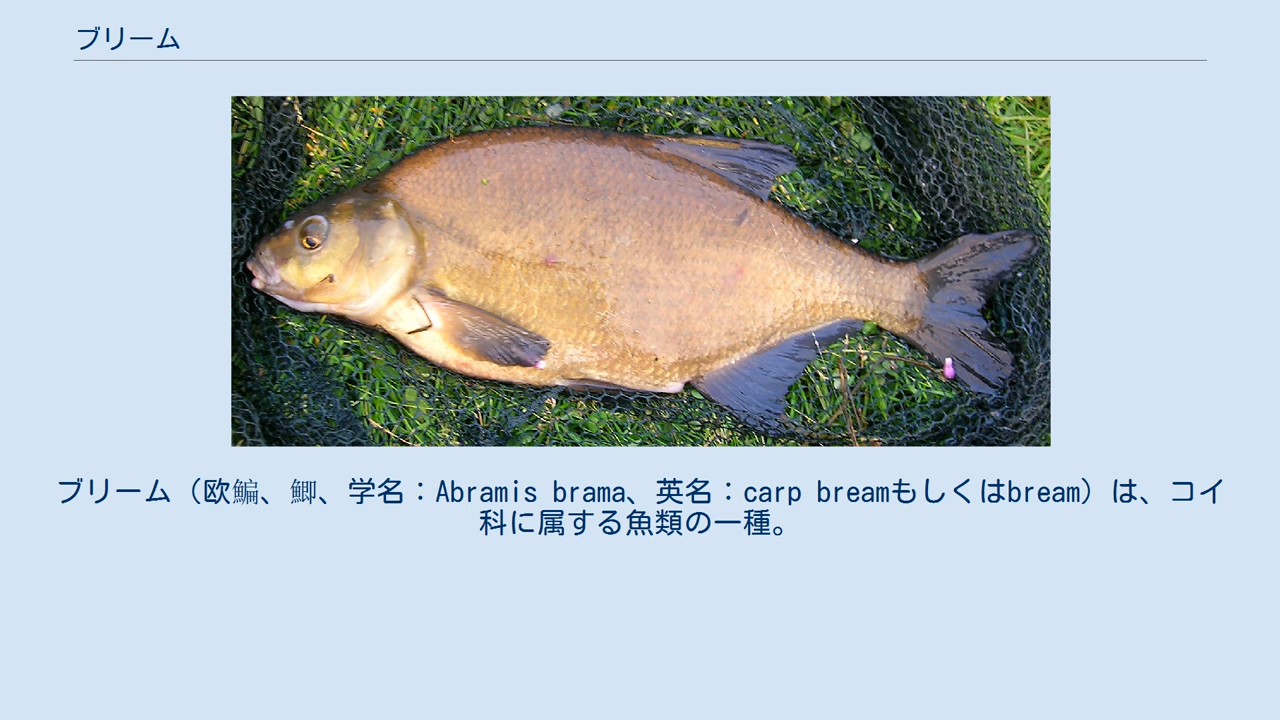 ブリーム
ブリーム（欧鯿、鯽、学名：Abramis brama、英名：carp breamもしくはbream）は、コイ
科に属する魚類の一種。